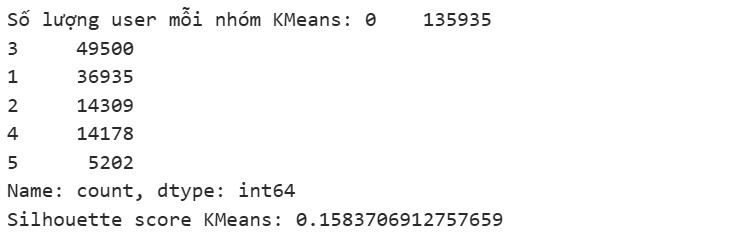 Số lượng user mỗi nhóm KMeans: 0    135935
3     49500
1     36935
2     14309
4     14178
5      5202
Name: count, dtype: int64
Silhouette score KMeans: 0.1583706912757659